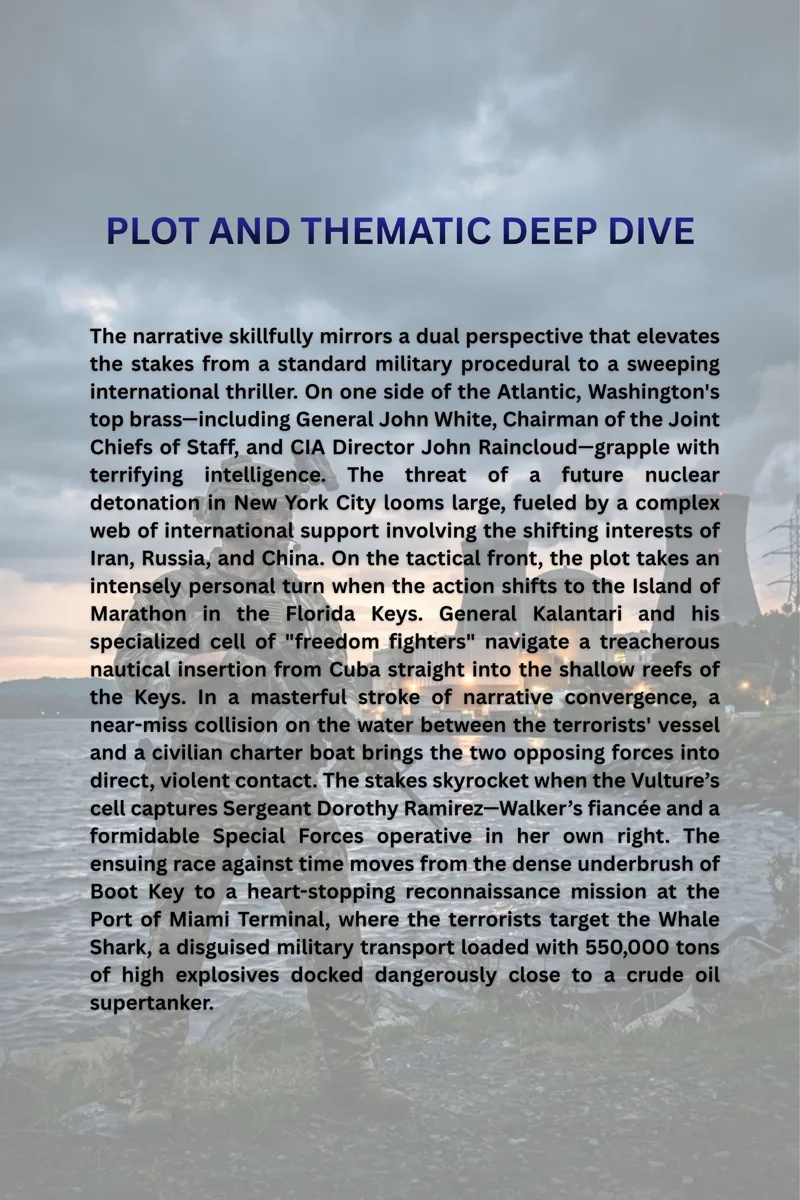 PLOT AND THEMATIC DEEP DIVE
The narrative skillfully mirrors a dual perspective that elevates
the stakes from a standard military procedural to a sweeping
international thriller. On one side of the Atlantic, Washington's
top brass—including General John White, Chairman of the Joint
Chiefs of Staff, and CIA Director John Raincloud—grapple with
terrifying intelligence. The threat of a future nuclear
detonation in New York City looms large, fueled by a complex
web of international support involving the shifting interests of
Iran, Russia, and China. On the tactical front, the plot takes an
intensely personal turn when the action shifts to the Island of
Marathon in the Florida Keys. General Kalantari and his
specialized cell of "freedom fighters" navigate a treacherous
nautical insertion from Cuba straight into the shallow reefs of
the Keys. In a masterful stroke of narrative convergence, a
near-miss collision on the water between the terrorists' vessel
and a civilian charter boat brings the two opposing forces into
direct, violent contact. The stakes skyrocket when the Vulture’s
cell captures Sergeant Dorothy Ramirez—Walker’s fiancée and a
formidable Special Forces operative in her own right. The
ensuing race against time moves from the dense underbrush of
Boot Key to a heart-stopping reconnaissance mission at the
Port of Miami Terminal, where the terrorists target the Whale
Shark, a disguised military transport loaded with 550,000 tons
of high explosives docked dangerously close to a crude oil
supertanker.